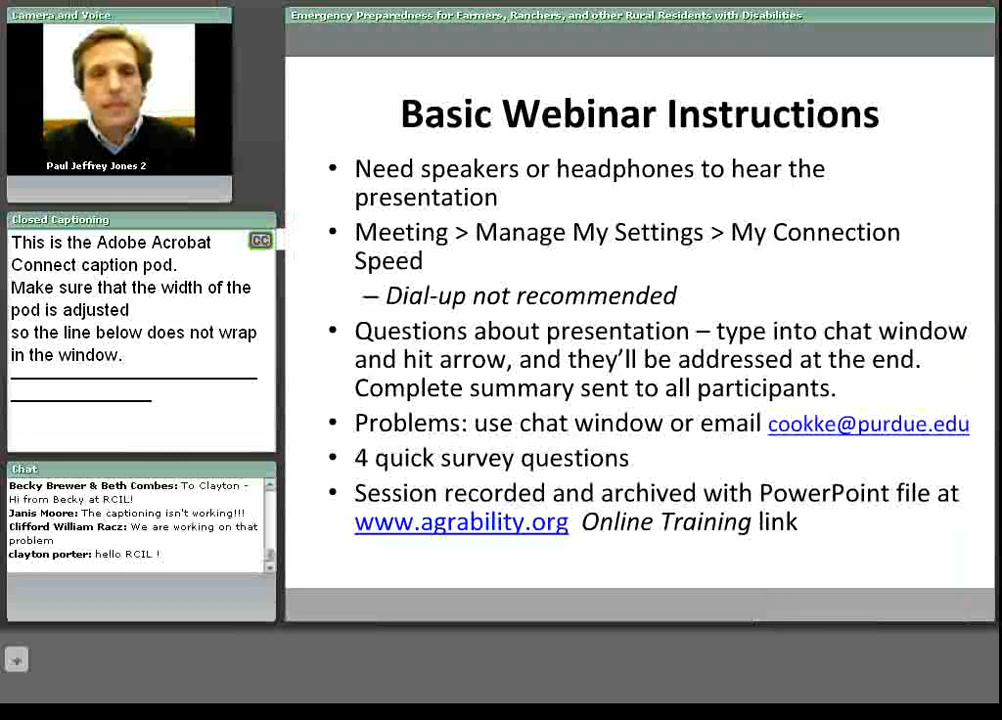 Camera and Voice
Paul Jeffrey Jones 2
Closed Captioning
CC
This is the Adobe Acrobat
Connect caption pod.
Make sure that the width of the
pod is adjusted
so the line below does not wrap
in the window.
Chat
Becky Brewer & Beth Combes: To Clayton -
Hi from Becky at RCIL!
Janis Moore: The captioning isn't working!!!
Clifford William Racz: We are working on that
problem
clayton porter: hello RCIL !
Emergency Preparedness for Farmers, Ranchers, and other Rural Residents with Disabilities
Basic Webinar Instructions
• Need speakers or headphones to hear the
presentation
• Meeting > Manage My Settings > My Connection
Speed
– Dial-up not recommended
• Questions about presentation – type into chat window
and hit arrow, and they’ll be addressed at the end.
Complete summary sent to all participants.
• Problems: use chat window or email cookke@purdue.edu
• 4 quick survey questions
• Session recorded and archived with PowerPoint file at
www.agrability.org Online Training link